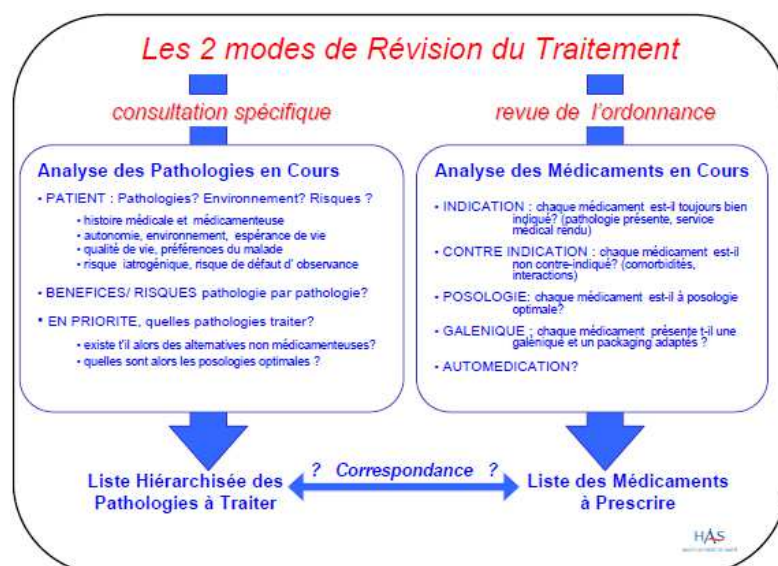 Les 2 modes de Révision du Traitement
consultation spécifique
revue de l'ordonnance
Analyse des Pathologies en Cours
- PATIENT : Pathologies? Environnement? Risques ?
• histoire médicale et médicamenteuse
• autonomie, environnement, espérance de vie
• qualité de vie, préférences du malade
• risque iatrogénique, risque de défaut d' observance
- BENEFICES/ RISQUES pathologie par pathologie?
• EN PRIORITE, quelles pathologies traiter?
• existe t'il alors des alternatives non médicamenteuses?
• quelles sont alors les posologies optimales ?
Analyse des Médicaments en Cours
- INDICATION : chaque médicament est-il toujours bien
indiqué? (pathologie présente, service
médical rendu)
- CONTRE INDICATION : chaque médicament est-il
non contre-indiqué? (comorbidités,
interactions)
- POSOLOGIE: chaque médicament est-il à posologie
optimale?
- GALENIQUE : chaque médicament présente t-il une
galénique et un packaging adaptés ?
- AUTOMEDICATION?
Liste Hiérarchisée des
Pathologies à Traiter
? Correspondance ?
Liste des Médicaments
à Prescrire
HAS